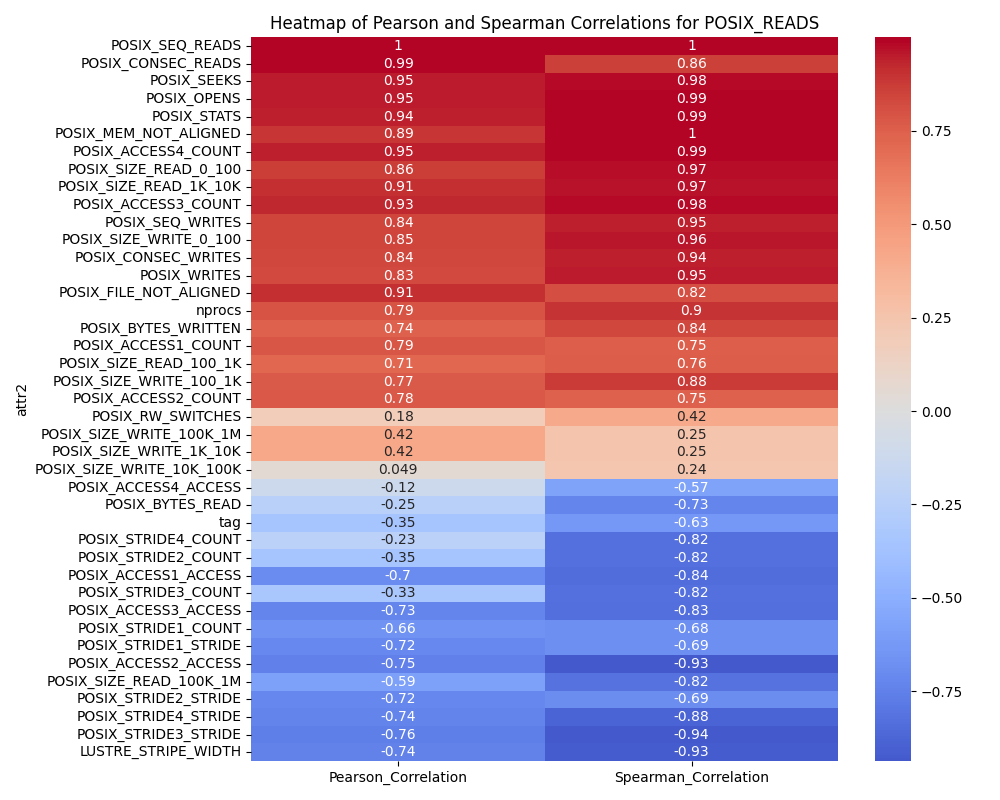 Heatmap of Pearson and Spearman Correlations for POSIX_READS
attr2
POSIX_SEQ_READS 1 1
POSIX_CONSEC_READS 0.99 0.86
POSIX_SEEKS 0.95 0.98
POSIX_OPENS 0.95 0.99
POSIX_STATS 0.94 0.99
POSIX_MEM_NOT_ALIGNED 0.89 1
POSIX_ACCESS4_COUNT 0.95 0.99
POSIX_SIZE_READ_0_100 0.86 0.97
POSIX_SIZE_READ_1K_10K 0.91 0.97
POSIX_ACCESS3_COUNT 0.93 0.98
POSIX_SEQ_WRITES 0.84 0.95
POSIX_SIZE_WRITE_0_100 0.85 0.96
POSIX_CONSEC_WRITES 0.84 0.94
POSIX_WRITES 0.83 0.95
POSIX_FILE_NOT_ALIGNED 0.91 0.82
nprocs 0.79 0.9
POSIX_BYTES_WRITTEN 0.74 0.84
POSIX_ACCESS1_COUNT 0.79 0.75
POSIX_SIZE_READ_100_1K 0.71 0.76
POSIX_SIZE_WRITE_100_1K 0.77 0.88
POSIX_ACCESS2_COUNT 0.78 0.75
POSIX_RW_SWITCHES 0.18 0.42
POSIX_SIZE_WRITE_100K_1M 0.42 0.25
POSIX_SIZE_WRITE_1K_10K 0.42 0.25
POSIX_SIZE_WRITE_10K_100K 0.049 0.24
POSIX_ACCESS4_ACCESS -0.12 -0.57
POSIX_BYTES_READ -0.25 -0.73
tag -0.35 -0.63
POSIX_STRIDE4_COUNT -0.23 -0.82
POSIX_STRIDE2_COUNT -0.35 -0.82
POSIX_ACCESS1_ACCESS -0.7 -0.84
POSIX_STRIDE3_COUNT -0.33 -0.82
POSIX_ACCESS3_ACCESS -0.73 -0.83
POSIX_STRIDE1_COUNT -0.66 -0.68
POSIX_STRIDE1_STRIDE -0.72 -0.69
POSIX_ACCESS2_ACCESS -0.75 -0.93
POSIX_SIZE_READ_100K_1M -0.59 -0.82
POSIX_STRIDE2_STRIDE -0.72 -0.69
POSIX_STRIDE4_STRIDE -0.74 -0.88
POSIX_STRIDE3_STRIDE -0.76 -0.94
LUSTRE_STRIPE_WIDTH -0.74 -0.93
Pearson_Correlation Spearman_Correlation
0.75
0.50
0.25
0.00
−0.25
−0.50
−0.75